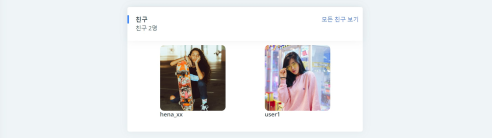 친구
모든 친구 보기
친구 2명
hena_xx
user1